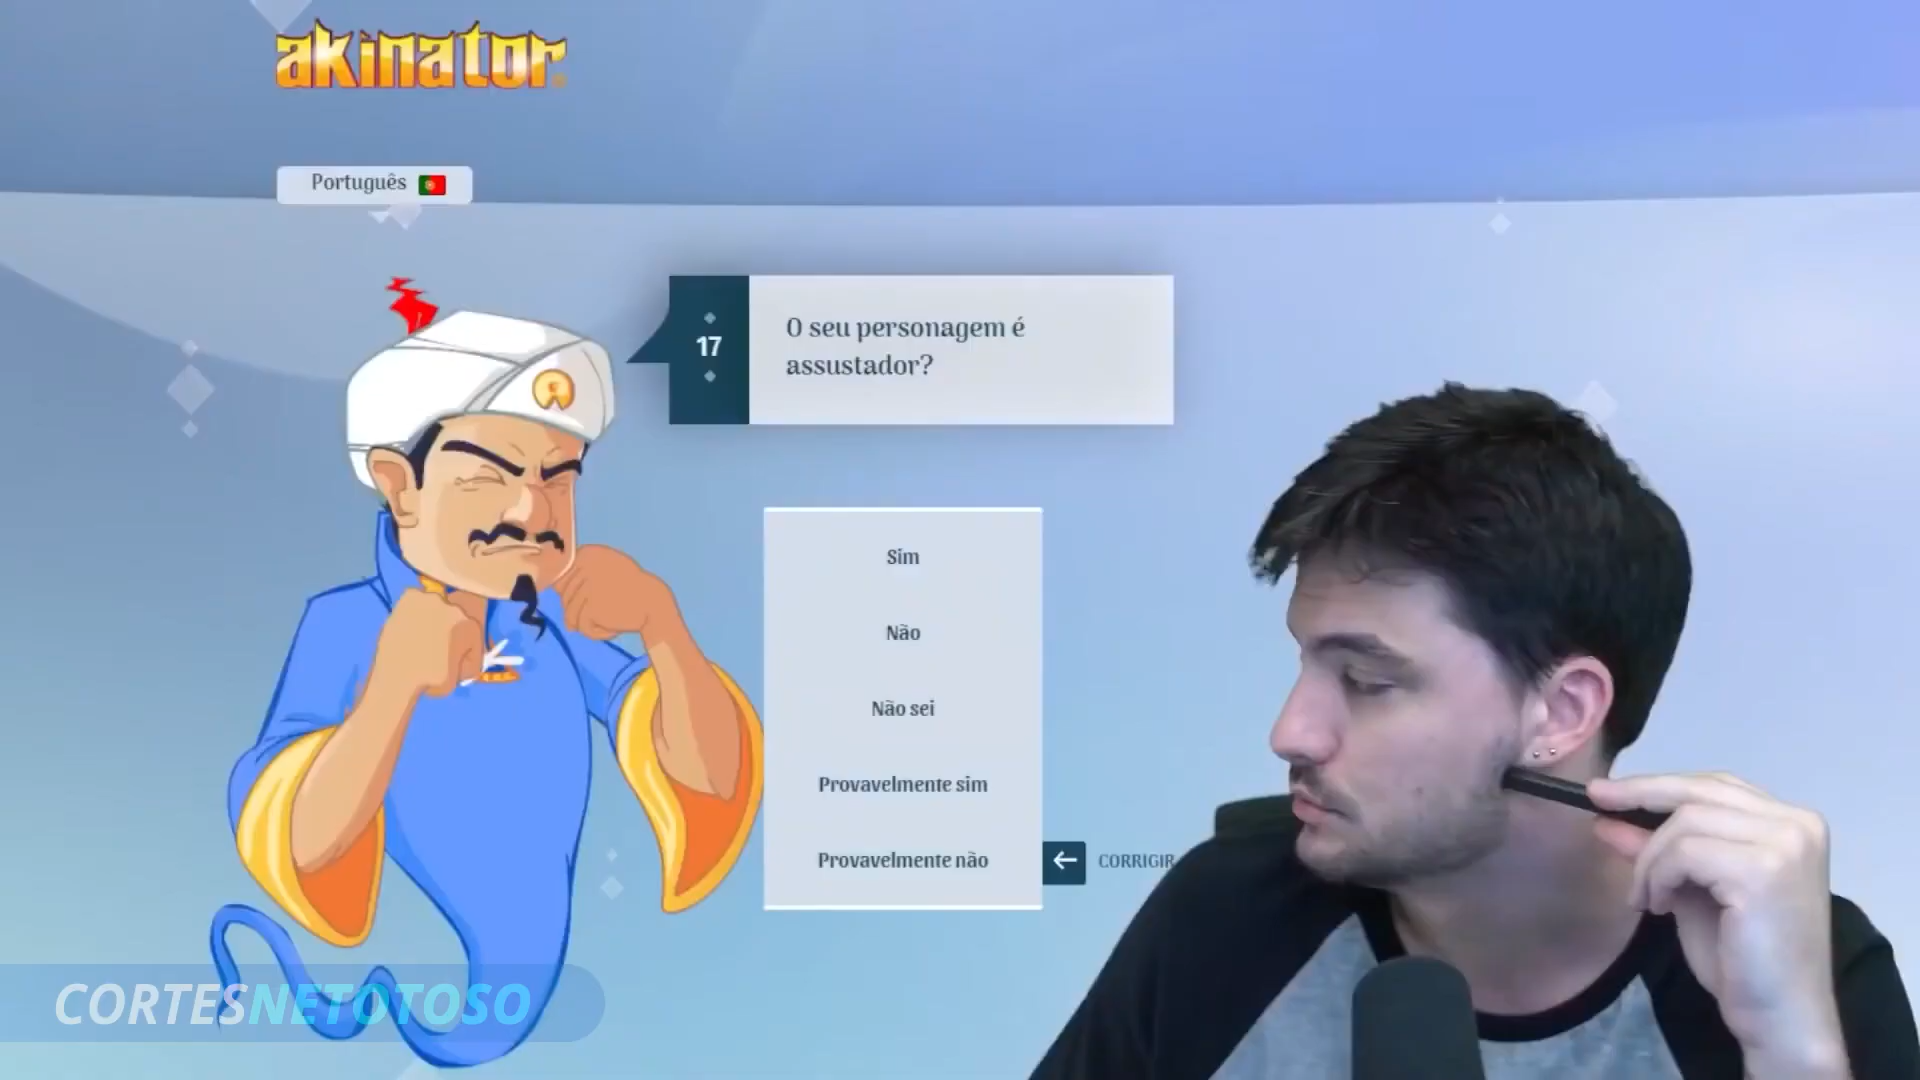 akinator
Português
17
O seu personagem é
assustador?
Sim
Não
Não sei
Provavelmente sim
Provavelmente não
CORRIGIR
CORTESNETOTOSO